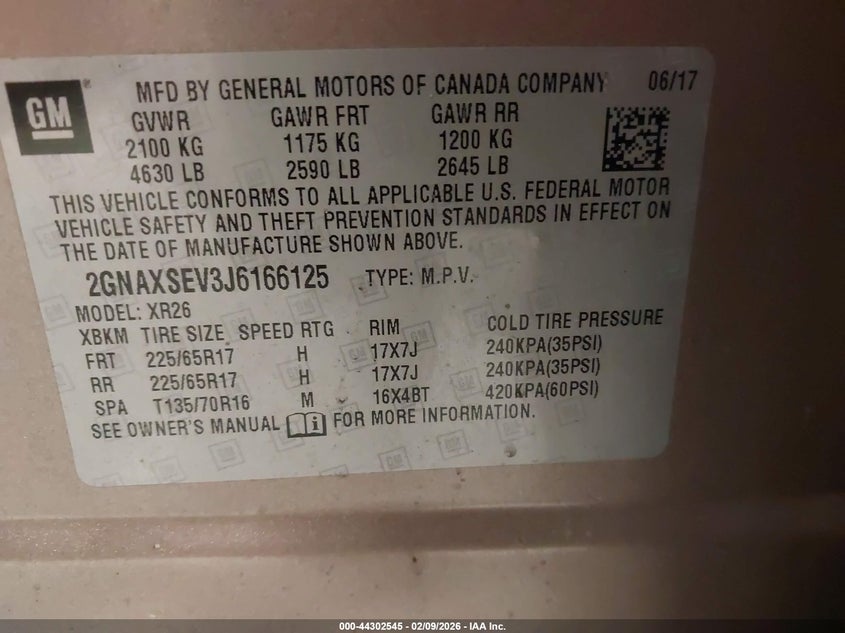 GM
MFD BY GENERAL MOTORS OF CANADA COMPANY 06/17
GVWR GAWR FRT GAWR RR
2100 KG 1175 KG 1200 KG
4630 LB 2590 LB 2645 LB
THIS VEHICLE CONFORMS TO ALL APPLICABLE U.S. FEDERAL MOTOR
VEHICLE SAFETY AND THEFT PREVENTION STANDARDS IN EFFECT ON
THE DATE OF MANUFACTURE SHOWN ABOVE.
2GNAXSEV3J6166125 TYPE: M.P.V.
MODEL: XR26
XBKM TIRE SIZE SPEED RTG RIM COLD TIRE PRESSURE
FRT 225/65R17 H 17X7J 240KPA(35PSI)
RR 225/65R17 H 17X7J 240KPA(35PSI)
SPA T135/70R16 M 16X4BT 420KPA(60PSI)
SEE OWNER'S MANUAL FOR MORE INFORMATION.
000-44302545 - 02/09/2026 - IAA Inc.